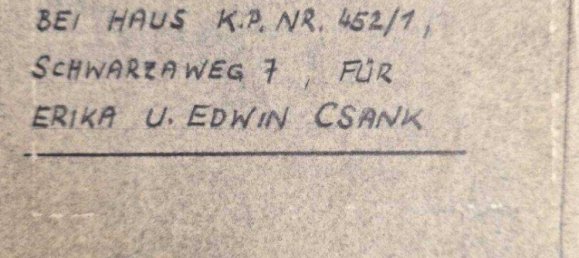 BEI HAUS K.P. NR. 452/1,
SCHWARZAWEG 7, FÜR
ERIKA U. EDWIN CSANK